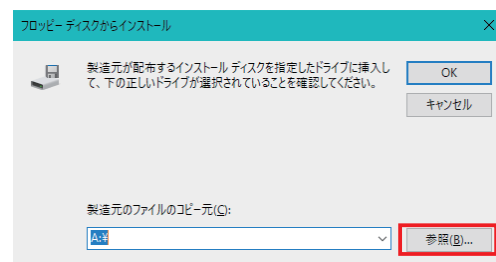 フロッピー ディスクからインストール
製造元が配布するインストール ディスクを指定したドライブに挿入し
て、下の正しいドライブが選択されていることを確認してください。
OK
キャンセル
製造元のファイルのコピー元(C):
A:¥
参照(B)...